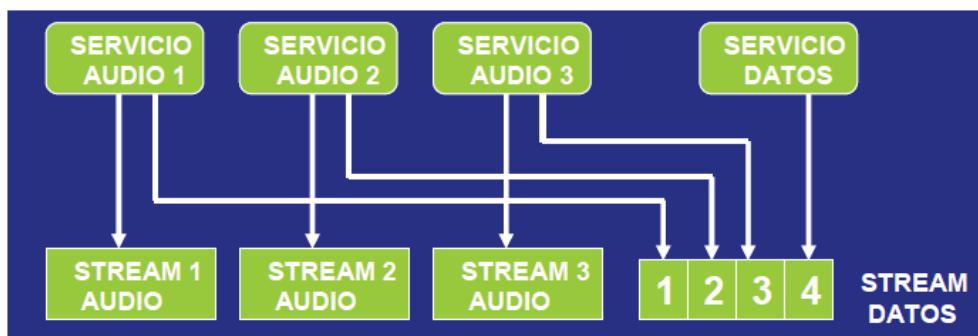 SERVICIO
AUDIO 1
SERVICIO
AUDIO 2
SERVICIO
AUDIO 3
SERVICIO
DATOS
STREAM 1
AUDIO
STREAM 2
AUDIO
STREAM 3
AUDIO
1 2 3 4
STREAM
DATOS